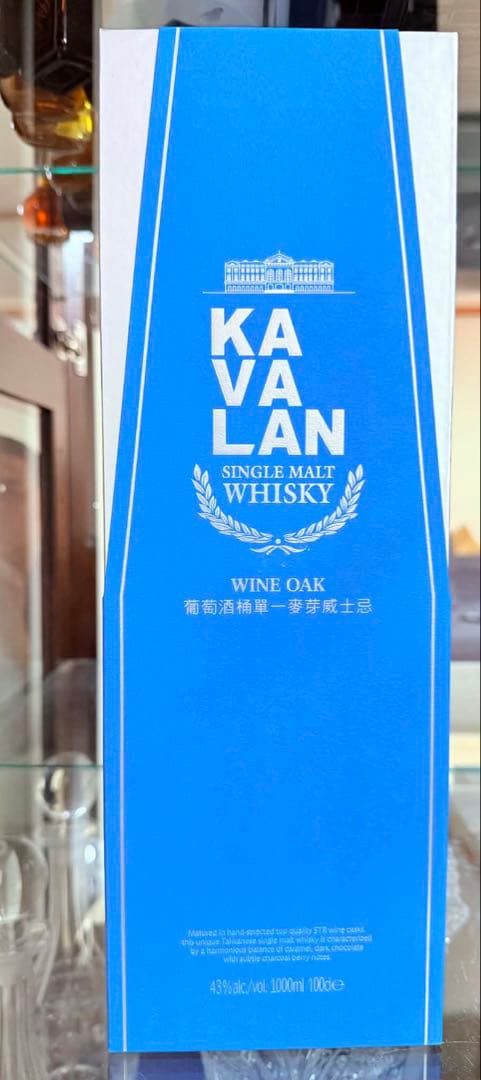 KA
VA
LAN
SINGLE MALT
WHISKY
WINE OAK
葡萄酒桶單一麥芽威士忌
Matured in hand-selected top quality STR wine oaks,
this unique Taiwanese single malt whisky is characterized
by a harmonious balance of caramel, dark chocolate
with subtle charcoal berry notes.
43%alc./vol. 1000ml 100cl℮